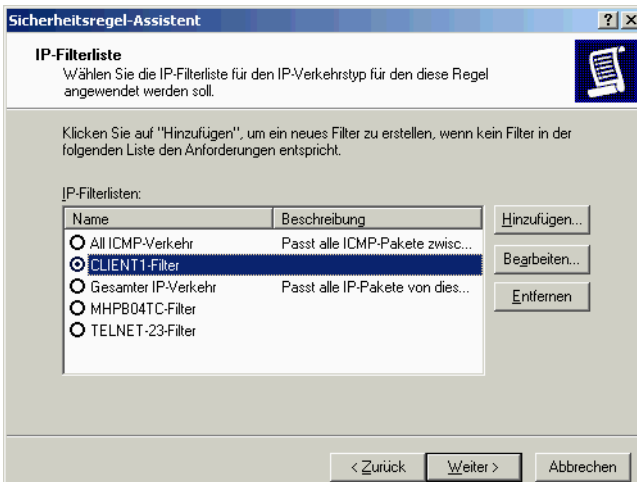 Sicherheitsregel-Assistent
IP-Filterliste
Wählen Sie die IP-Filterliste für den IP-Verkehrstyp für den diese Regel
angewendet werden soll.
Klicken Sie auf "Hinzufügen", um ein neues Filter zu erstellen, wenn kein Filter in der
folgenden Liste den Anforderungen entspricht.
IP-Filterlisten:
Name Beschreibung
All ICMP-Verkehr Passt alle ICMP-Pakete zwisc...
CLIENT1-Filter
Gesamter IP-Verkehr Passt alle IP-Pakete von dies...
MHPB04TC-Filter
TELNET-23-Filter
Hinzufügen...
Bearbeiten...
Entfernen
< Zurück Weiter > Abbrechen